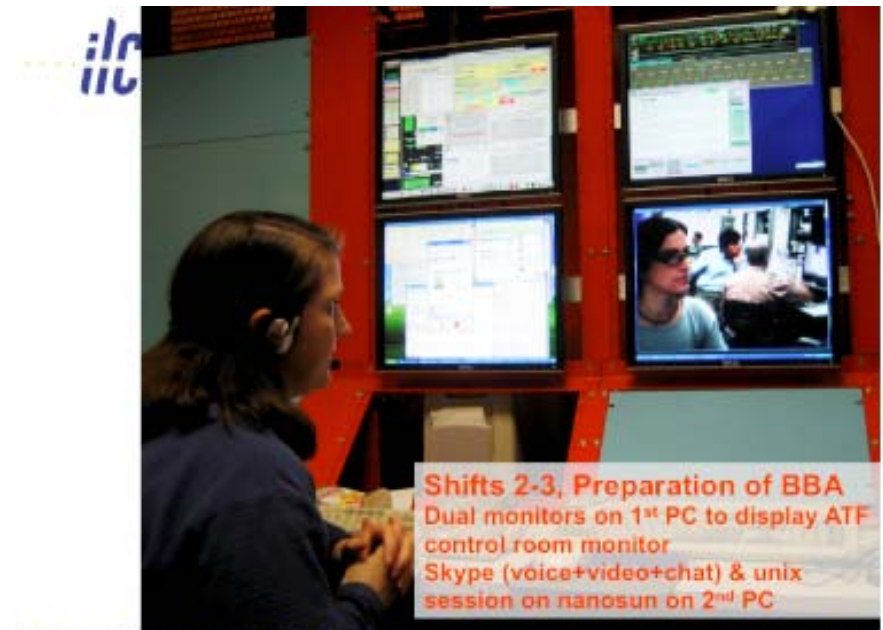 ilc
Shifts 2-3, Preparation of BBA
Dual monitors on 1st PC to display ATF
control room monitor
Skype (voice+video+chat) & unix
session on nanosun on 2nd PC